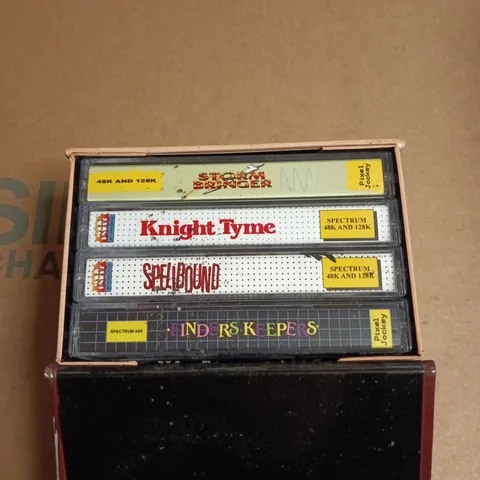 48K AND 128K
STORM
BRINGER
Pixel
Jockey
Knight Tyme
SPECTRUM
48K AND 128K
SPELLBOUND
SPECTRUM
48K AND 128K
SPECTRUM 48K
FINDERS KEEPERS
Pixel
Jockey